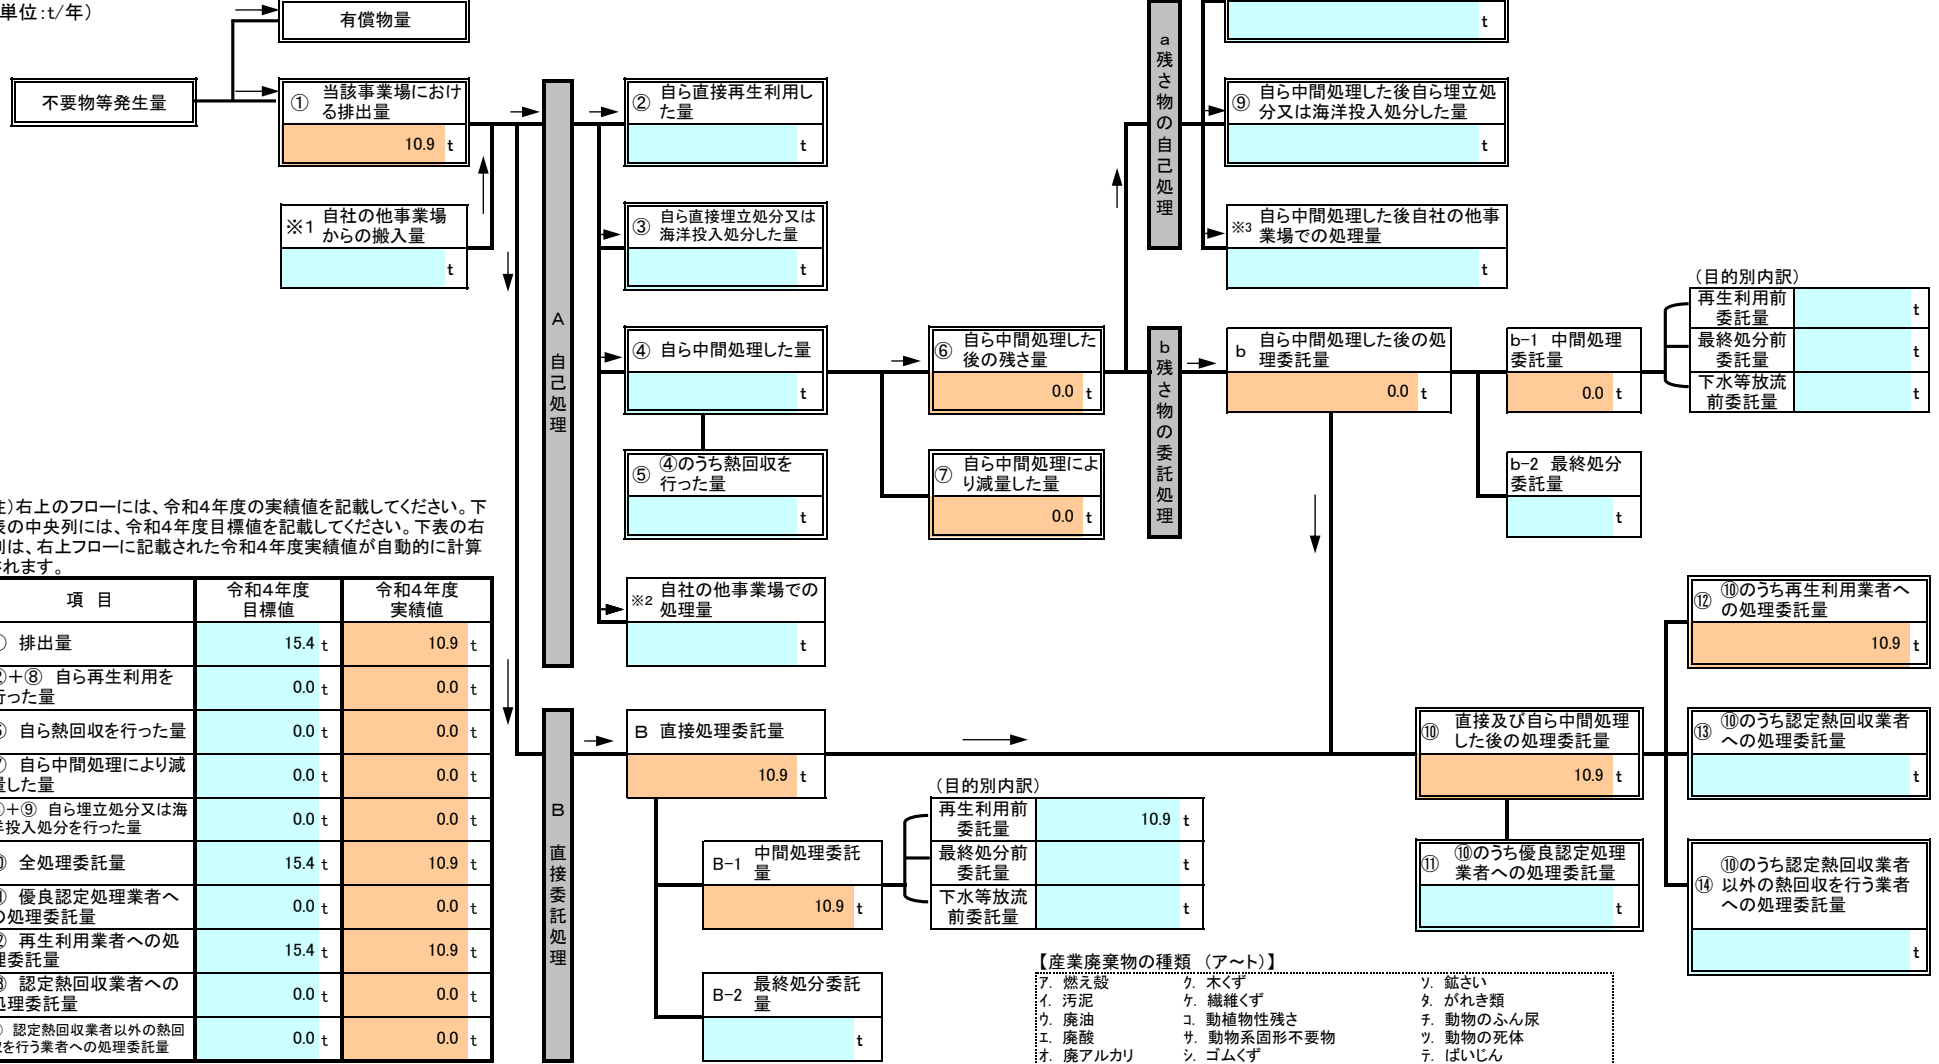 単位:t/年)
有償物量
t
不要物等発生量
① 当該事業場におけ
る排出量
10.9 t
※1 自社の他事業場
からの搬入量
t
A 自己処理
② 自ら直接再生利用し
た量
t
③ 自ら直接埋立処分又は
海洋投入処分した量
t
④ 自ら中間処理した量
t
⑤ ④のうち熱回収を
行った量
t
※2 自社の他事業場での
処理量
t
⑥ 自ら中間処理した
後の残さ量
0.0 t
⑦ 自ら中間処理によ
り減量した量
0.0 t
a 残さ物の自己処理
⑨ 自ら中間処理した後自ら埋立処
分又は海洋投入処分した量
t
※3 自ら中間処理した後自社の他事
業場での処理量
t
b 残さ物の委託処理
b 自ら中間処理した後の処
理委託量
0.0 t
b-1 中間処理
委託量
0.0 t
b-2 最終処分
委託量
t
(目的別内訳)
再生利用前
委託量
t
最終処分前
委託量
t
下水等放流
前委託量
t
注)右上のフローには、令和4年度の実績値を記載してください。下
表の中央列には、令和4年度目標値を記載してください。下表の右
列は、右上フローに記載された令和4年度実績値が自動的に計算
されます。
項 目
令和4年度
目標値
令和4年度
実績値
① 排出量 15.4 t 10.9 t
②+⑧ 自ら再生利用を
行った量 0.0 t 0.0 t
⑤ 自ら熱回収を行った量 0.0 t 0.0 t
⑦ 自ら中間処理により減
量した量 0.0 t 0.0 t
③+⑨ 自ら埋立処分又は海
洋投入処分を行った量 0.0 t 0.0 t
⑩ 全処理委託量 15.4 t 10.9 t
⑪ 優良認定処理業者へ
の処理委託量 0.0 t 0.0 t
⑫ 再生利用業者への処
理委託量 15.4 t 10.9 t
⑬ 認定熱回収業者への
処理委託量 0.0 t 0.0 t
⑭ 認定熱回収業者以外の熱回
収を行う業者への処理委託量 0.0 t 0.0 t
B 直接委託処理
B 直接処理委託量
10.9 t
B-1 中間処理委託
量
10.9 t
B-2 最終処分委託
量
t
(目的別内訳)
再生利用前
委託量
10.9 t
最終処分前
委託量
t
下水等放流
前委託量
t
⑩ 直接及び自ら中間処理
した後の処理委託量
10.9 t
⑪ ⑩のうち優良認定処理
業者への処理委託量
t
⑫ ⑩のうち再生利用業者へ
の処理委託量
10.9 t
⑬ ⑩のうち認定熱回収業者
への処理委託量
t
⑭ ⑩のうち認定熱回収業者
以外の熱回収を行う業者
への処理委託量
t
【産業廃棄物の種類 (ア~ト)】
ア. 燃え殻 ク. 木くず ソ. 鉱さい
イ. 汚泥 ケ. 繊維くず タ. がれき類
ウ. 廃油 コ. 動植物性残さ チ. 動物のふん尿
エ. 廃酸 サ. 動物系固形不要物 ツ. 動物の死体
オ. 廃アルカリ シ. ゴムくず テ. ばいじん